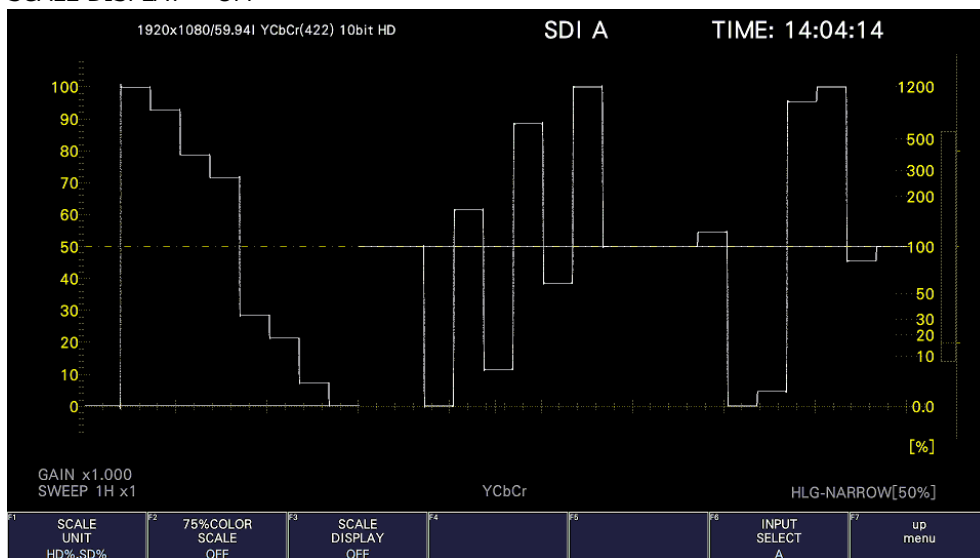 1920x1080/59.94I YCbCr(422) 10bit HD SDI A TIME: 14:04:14
100 1200
90
80 500
70 300
60 200
50 100
40
30 50
20 30
20
10 10
0 0.0
[%]
GAIN x1.000
SWEEP 1H x1 YCbCr HLG-NARROW[50%]
F1 SCALE UNIT HD%,SD%
F2 75%COLOR SCALE OFF
F3 SCALE DISPLAY OFF
F4
F5
F6 INPUT SELECT A
F7 up menu